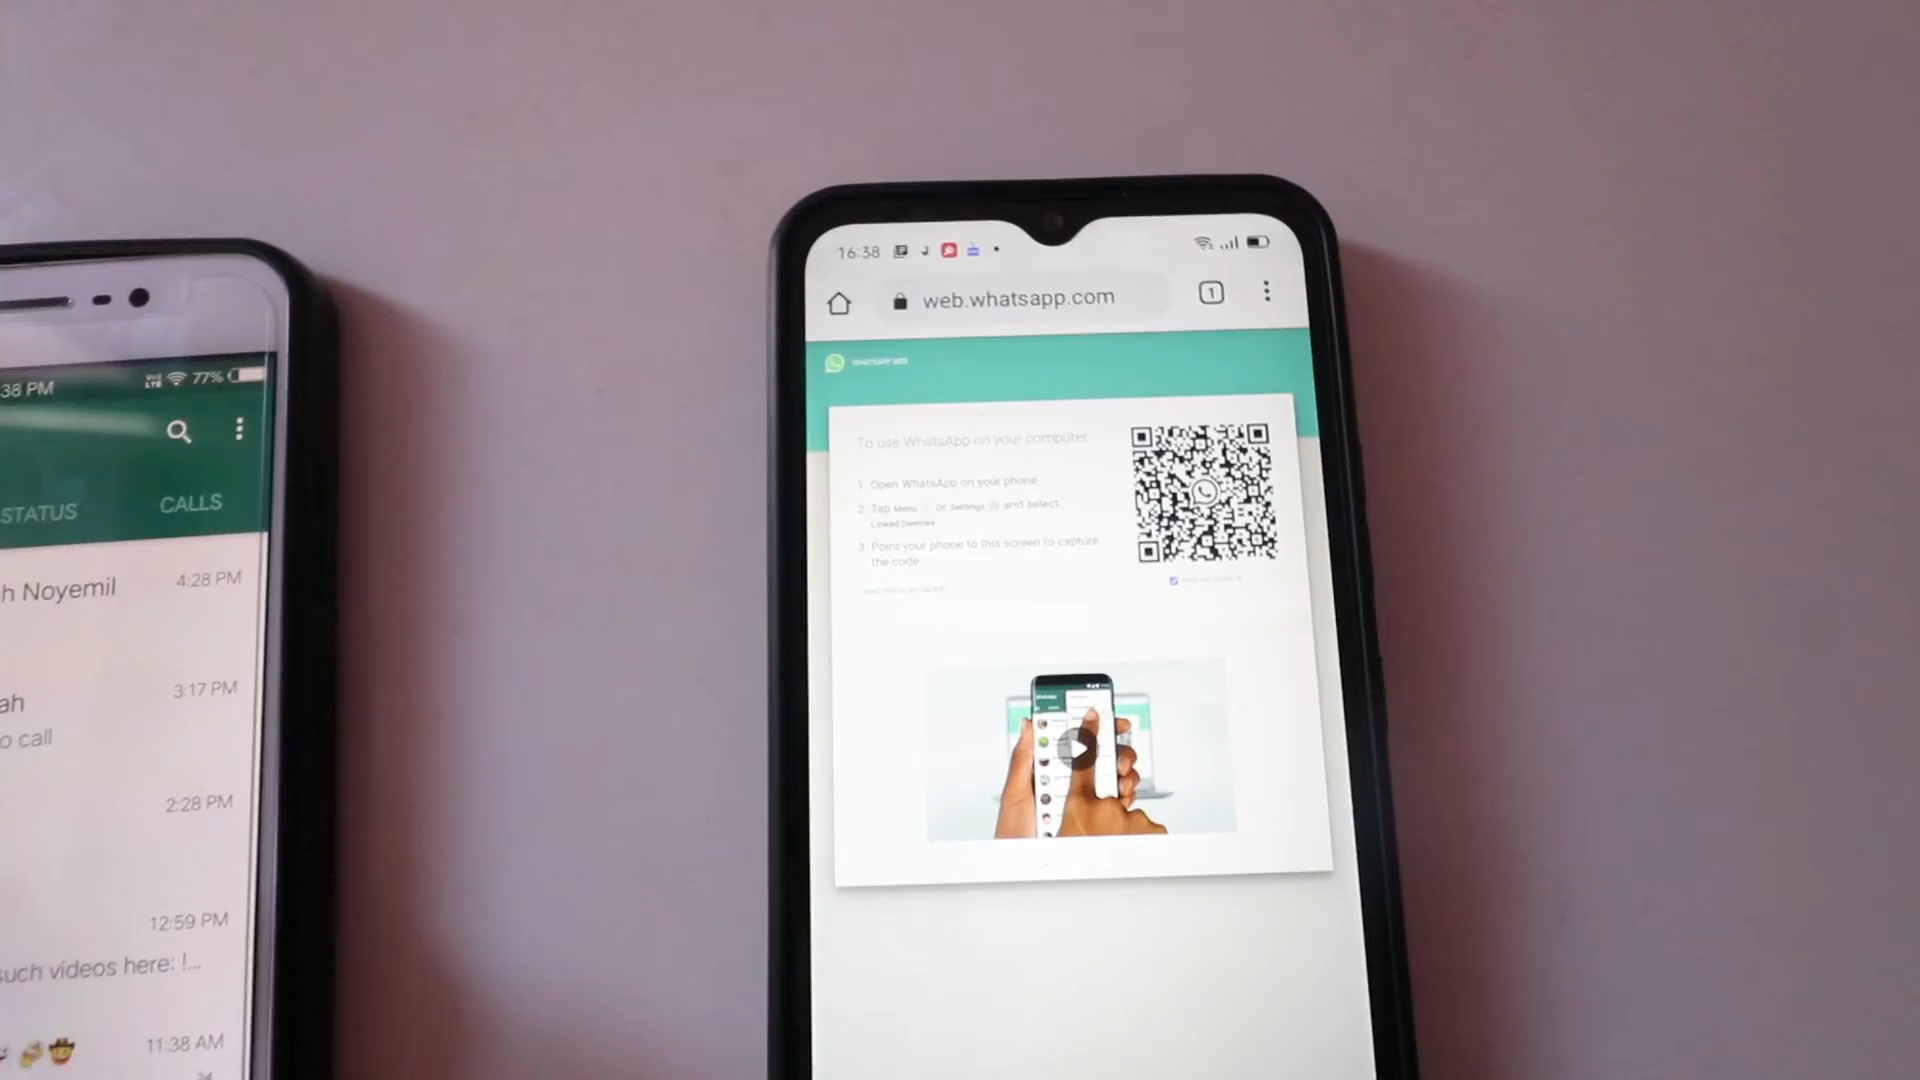 38 PM
77%
STATUS CALLS
h Noyemil 4:28 PM
ah 3:17 PM
o call
2:28 PM
12:59 PM
such videos here: !...
11:38 AM
16:38
web.whatsapp.com
1
WHATSAPP WEB
To use WhatsApp on your computer
1. Open WhatsApp on your phone
2. Tap Menu or Settings and select
Linked Devices
3. Point your phone to this screen to capture
the code